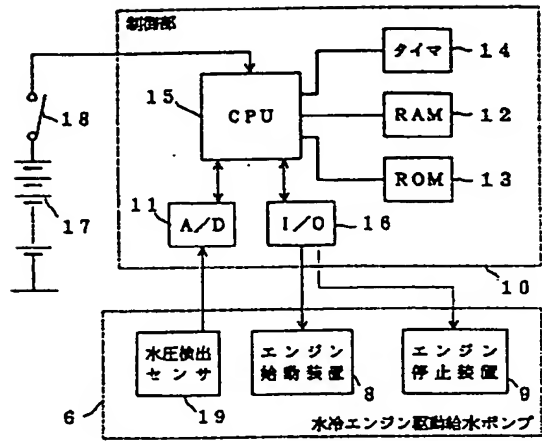 制御部
タイマ
14
15
CPU
RAM
12
18
ROM
13
17
11
A/D
I/O
16
10
水圧検出
センサ
エンジン
始動装置
エンジン
停止装置
6
19
8
9
水冷エンジン駆動給水ポンプ